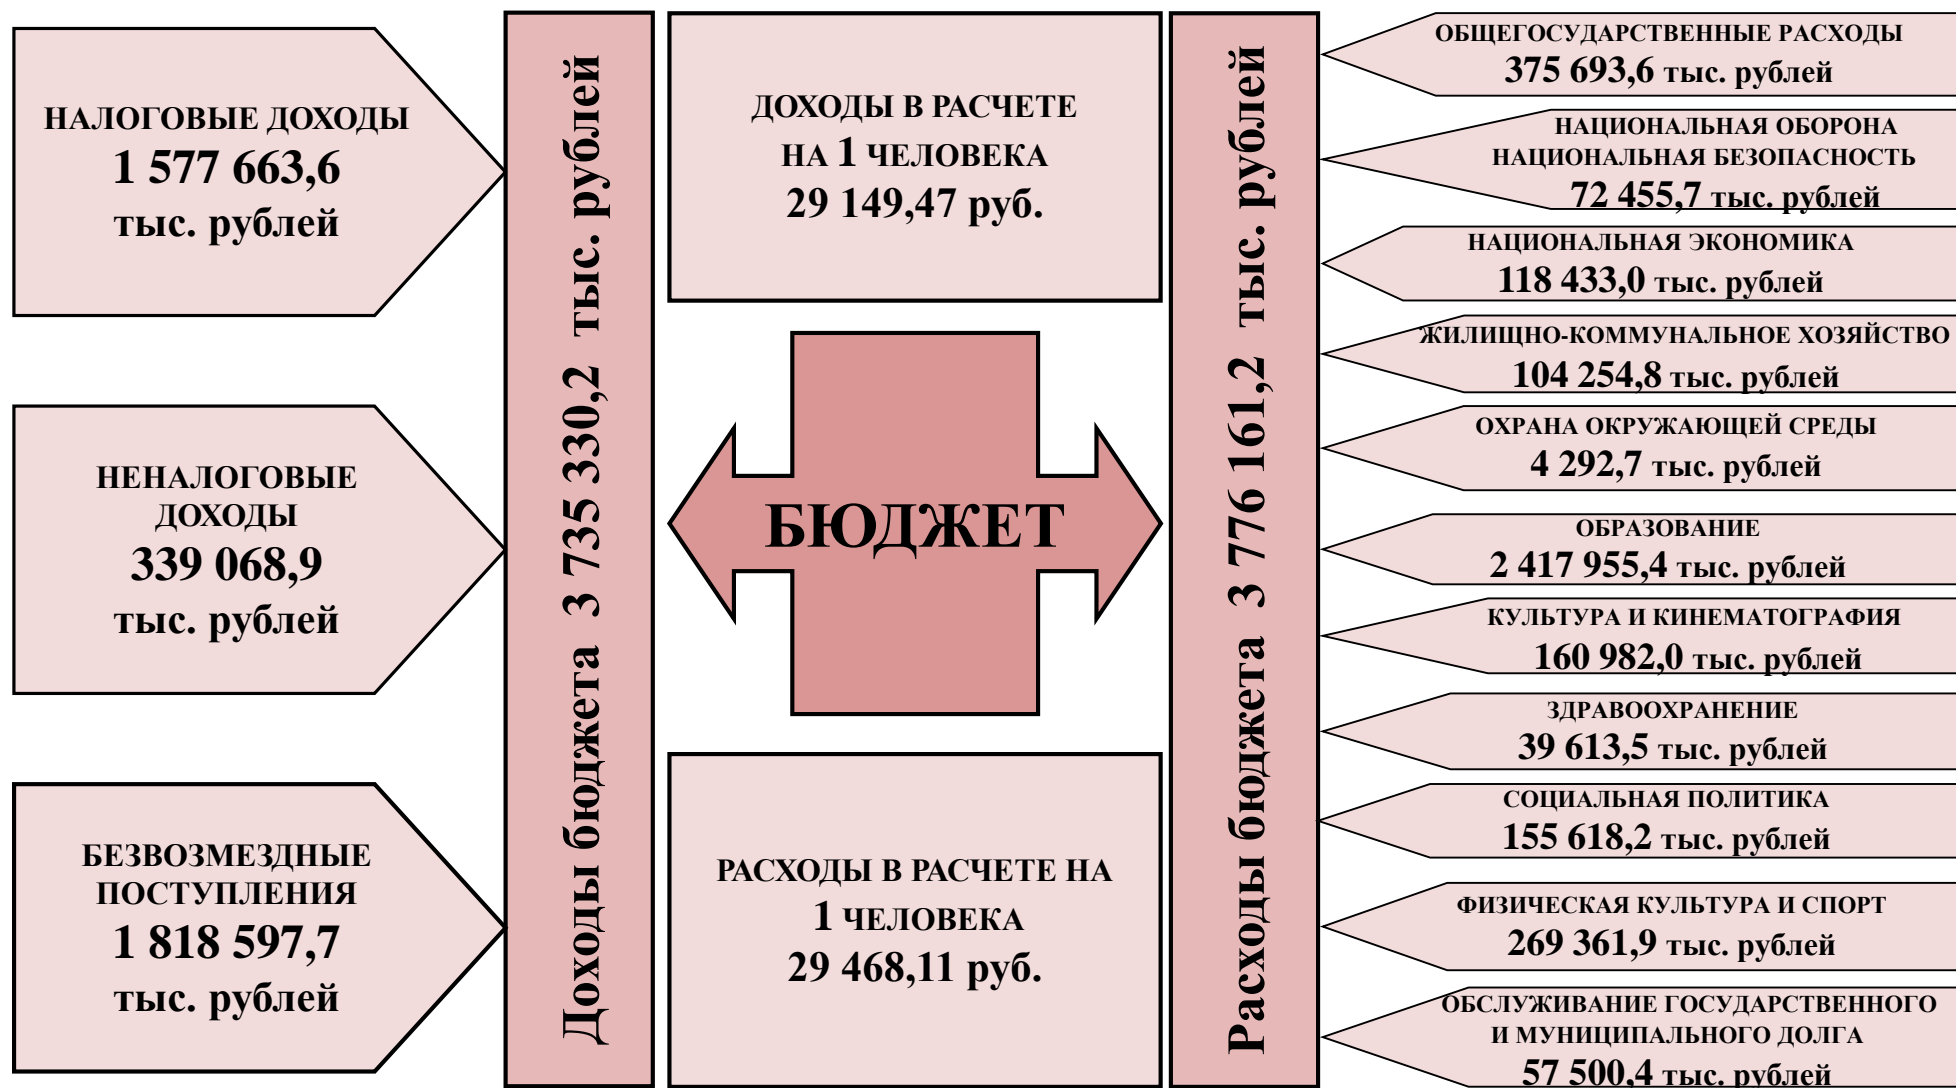 НАЛОГОВЫЕ ДОХОДЫ
1 577 663,6
тыс. рублей
НЕНАЛОГОВЫЕ
ДОХОДЫ
339 068,9
тыс. рублей
БЕЗВОЗМЕЗДНЫЕ
ПОСТУПЛЕНИЯ
1 818 597,7
тыс. рублей
Доходы бюджета 3 735 330,2 тыс. рублей
ДОХОДЫ В РАСЧЕТЕ
НА 1 ЧЕЛОВЕКА
29 149,47 руб.
БЮДЖЕТ
РАСХОДЫ В РАСЧЕТЕ НА
1 ЧЕЛОВЕКА
29 468,11 руб.
Расходы бюджета 3 776 161,2 тыс. рублей
ОБЩЕГОСУДАРСТВЕННЫЕ РАСХОДЫ
375 693,6 тыс. рублей
НАЦИОНАЛЬНАЯ ОБОРОНА
НАЦИОНАЛЬНАЯ БЕЗОПАСНОСТЬ
72 455,7 тыс. рублей
НАЦИОНАЛЬНАЯ ЭКОНОМИКА
118 433,0 тыс. рублей
ЖИЛИЩНО-КОММУНАЛЬНОЕ ХОЗЯЙСТВО
104 254,8 тыс. рублей
ОХРАНА ОКРУЖАЮЩЕЙ СРЕДЫ
4 292,7 тыс. рублей
ОБРАЗОВАНИЕ
2 417 955,4 тыс. рублей
КУЛЬТУРА И КИНЕМАТОГРАФИЯ
160 982,0 тыс. рублей
ЗДРАВООХРАНЕНИЕ
39 613,5 тыс. рублей
СОЦИАЛЬНАЯ ПОЛИТИКА
155 618,2 тыс. рублей
ФИЗИЧЕСКАЯ КУЛЬТУРА И СПОРТ
269 361,9 тыс. рублей
ОБСЛУЖИВАНИЕ ГОСУДАРСТВЕННОГО
И МУНИЦИПАЛЬНОГО ДОЛГА
57 500,4 тыс. рублей